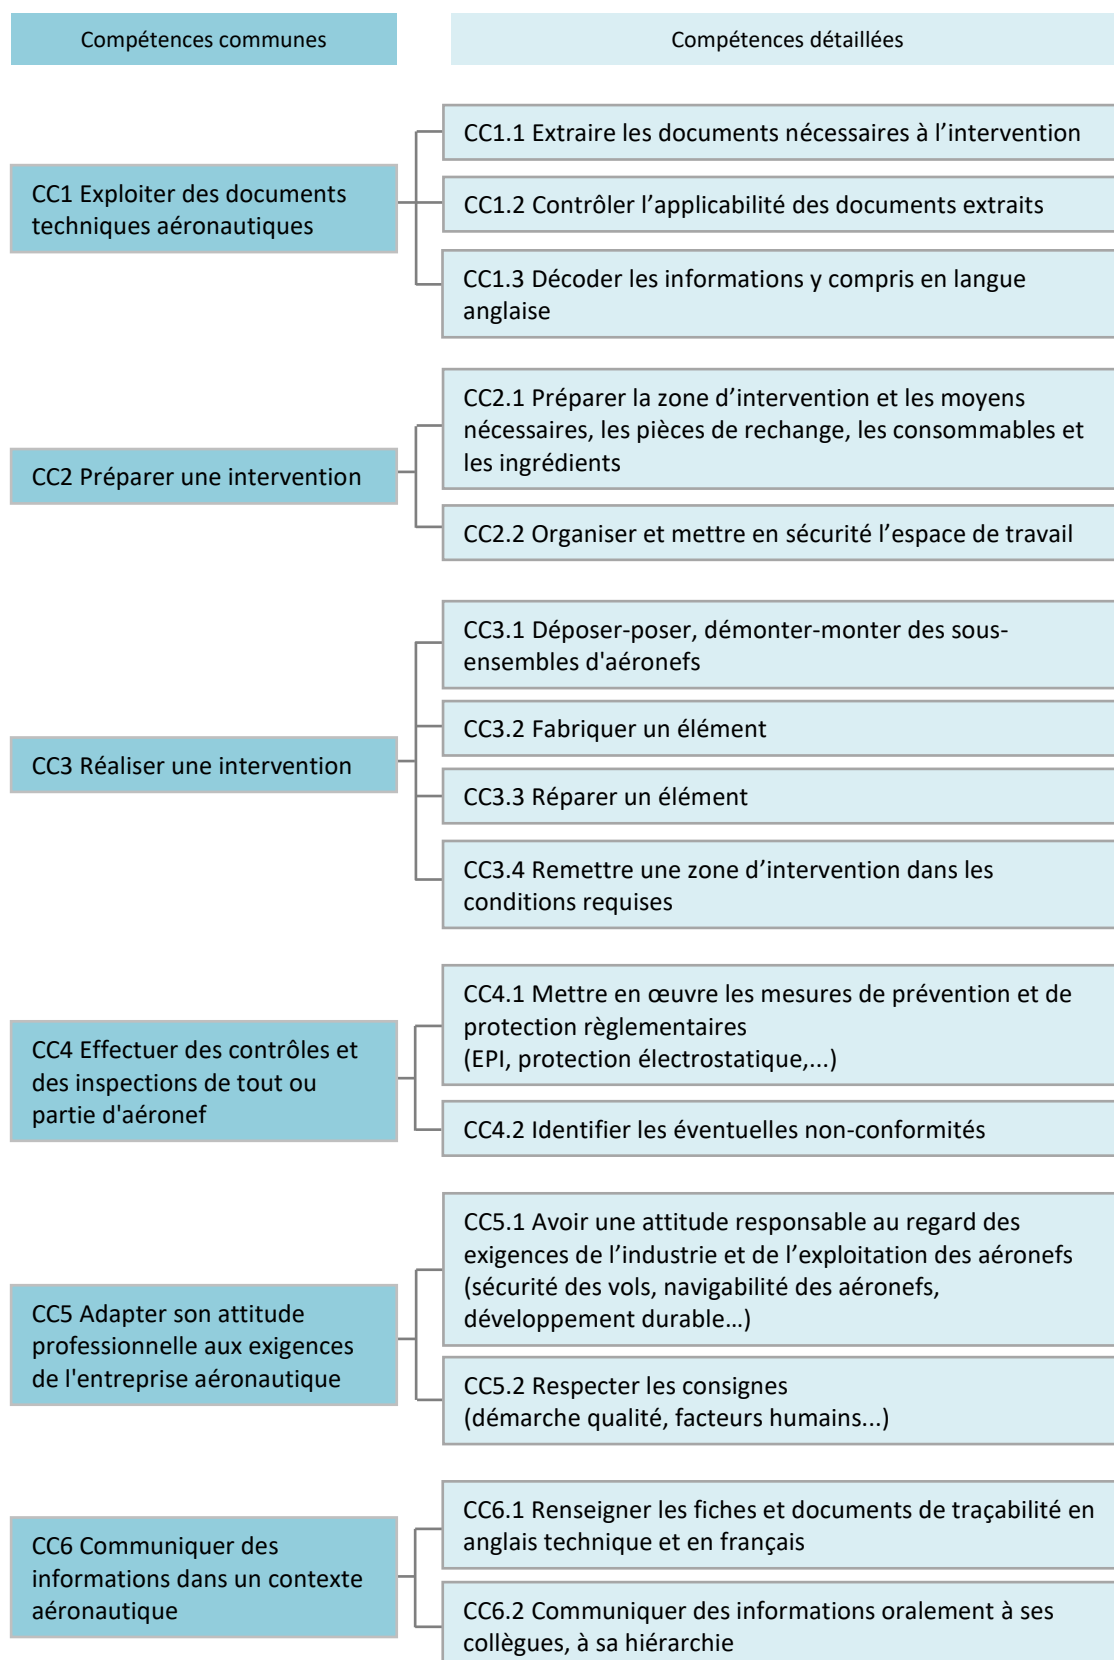 Compétences communes
Compétences détaillées
CC1 Exploiter des documents
techniques aéronautiques
CC1.1 Extraire les documents nécessaires à l’intervention
CC1.2 Contrôler l’applicabilité des documents extraits
CC1.3 Décoder les informations y compris en langue
anglaise
CC2 Préparer une intervention
CC2.1 Préparer la zone d’intervention et les moyens
nécessaires, les pièces de rechange, les consommables et
les ingrédients
CC2.2 Organiser et mettre en sécurité l’espace de travail
CC3 Réaliser une intervention
CC3.1 Déposer-poser, démonter-monter des sous-
ensembles d'aéronefs
CC3.2 Fabriquer un élément
CC3.3 Réparer un élément
CC3.4 Remettre une zone d’intervention dans les
conditions requises
CC4 Effectuer des contrôles et
des inspections de tout ou
partie d'aéronef
CC4.1 Mettre en œuvre les mesures de prévention et de
protection règlementaires
(EPI, protection électrostatique,...)
CC4.2 Identifier les éventuelles non-conformités
CC5 Adapter son attitude
professionnelle aux exigences
de l'entreprise aéronautique
CC5.1 Avoir une attitude responsable au regard des
exigences de l’industrie et de l’exploitation des aéronefs
(sécurité des vols, navigabilité des aéronefs,
développement durable…)
CC5.2 Respecter les consignes
(démarche qualité, facteurs humains...)
CC6 Communiquer des
informations dans un contexte
aéronautique
CC6.1 Renseigner les fiches et documents de traçabilité en
anglais technique et en français
CC6.2 Communiquer des informations oralement à ses
collègues, à sa hiérarchie